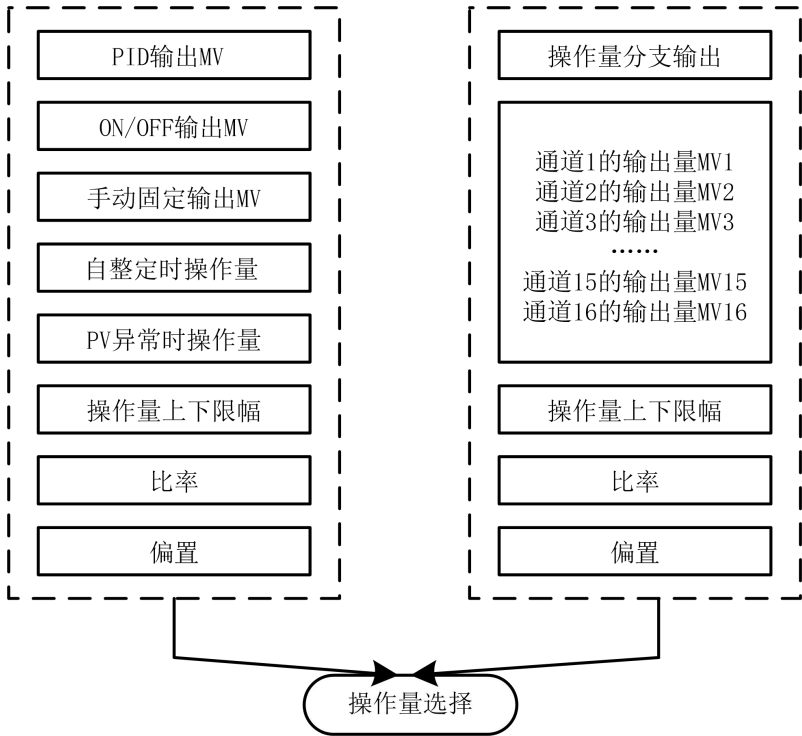 PID输出MV
ON/OFF输出MV
手动固定输出MV
自整定时操作量
PV异常时操作量
操作量上下限幅
比率
偏置
操作量分支输出
通道1的输出量MV1
通道2的输出量MV2
通道3的输出量MV3
……
通道15的输出量MV15
通道16的输出量MV16
操作量上下限幅
比率
偏置
操作量选择